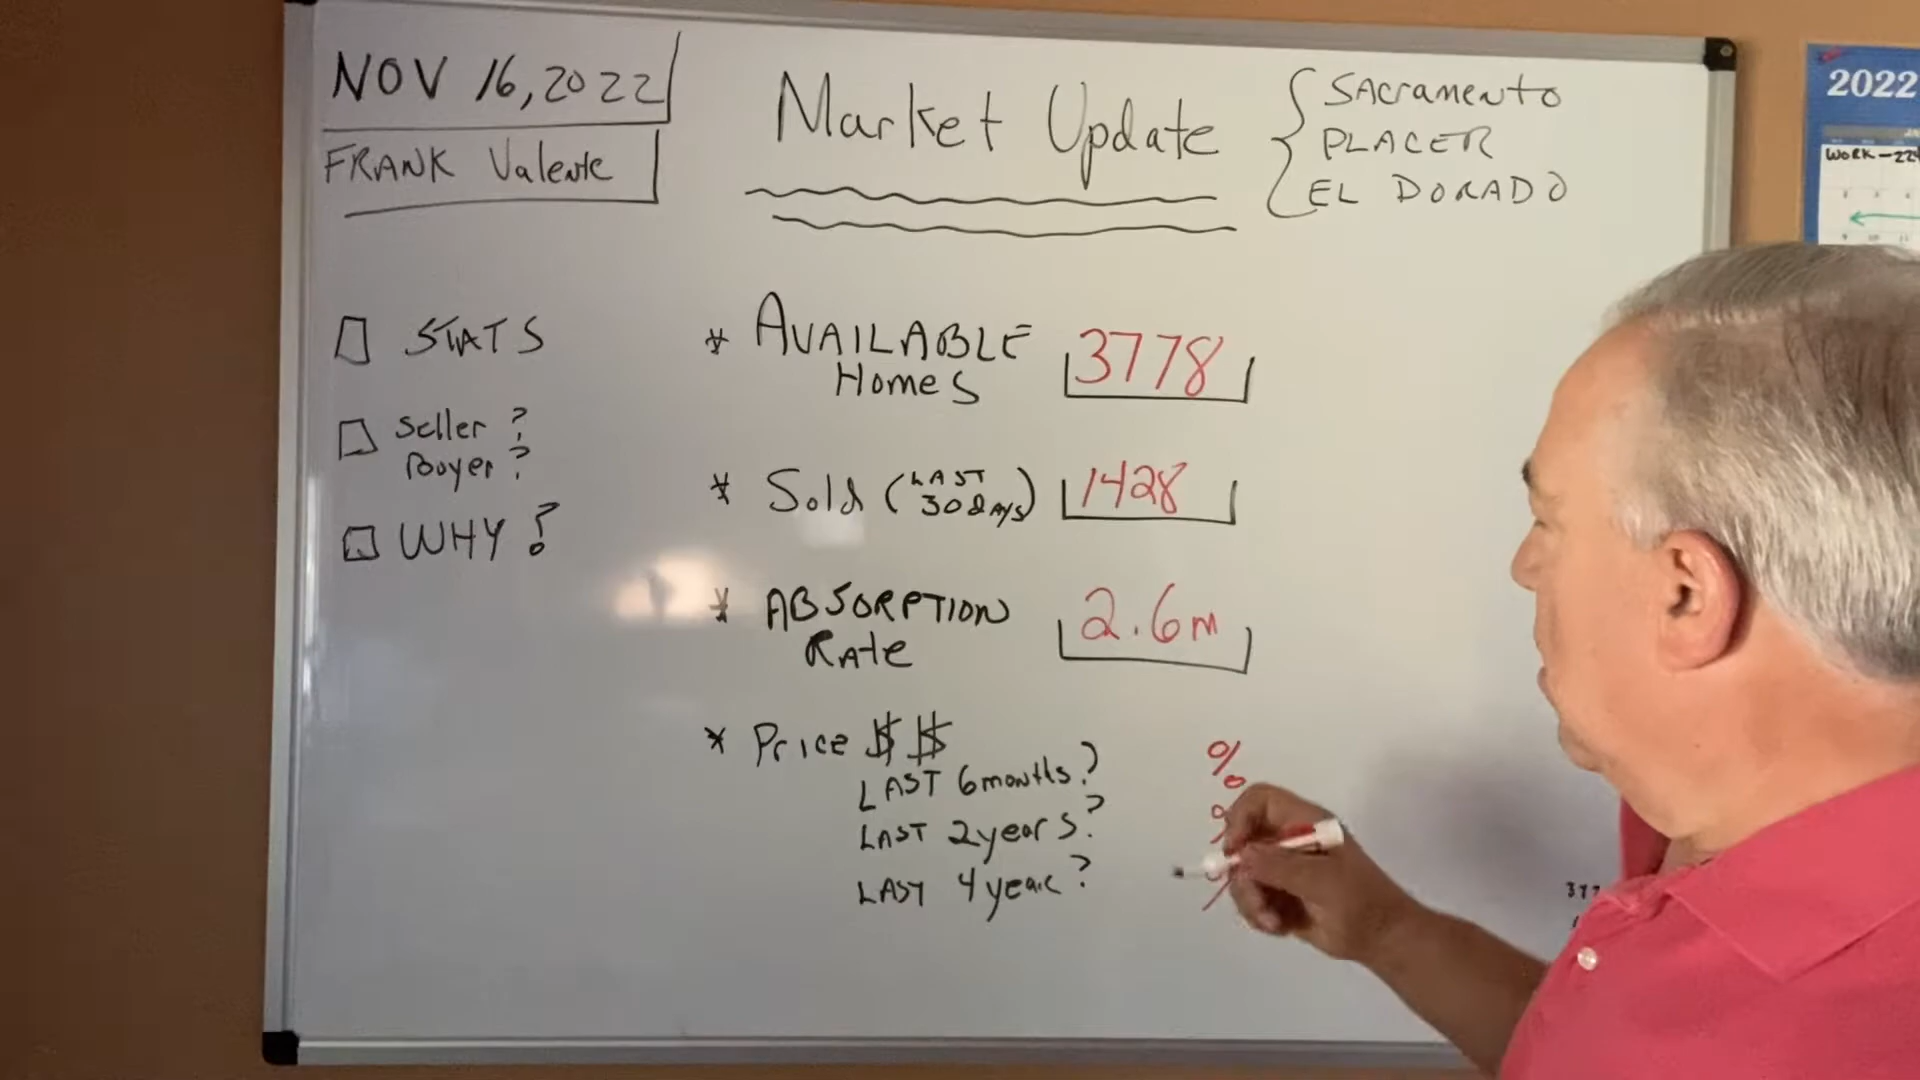 NOV 16, 2022
FRANK Valente
Market Update
SACramento
PLACER
EL DORADO
STATS
Seller ?
Buyer ?
WHY ?
* AVAILABLE
Homes
3778
* Sold (LAST
30 DAYS)
1428
* ABSORPTION
Rate
2.6m
* Price $$
LAST 6 months?
%
LAST 2 years?
%
LAST 4 years?
%
2022
WORK-224